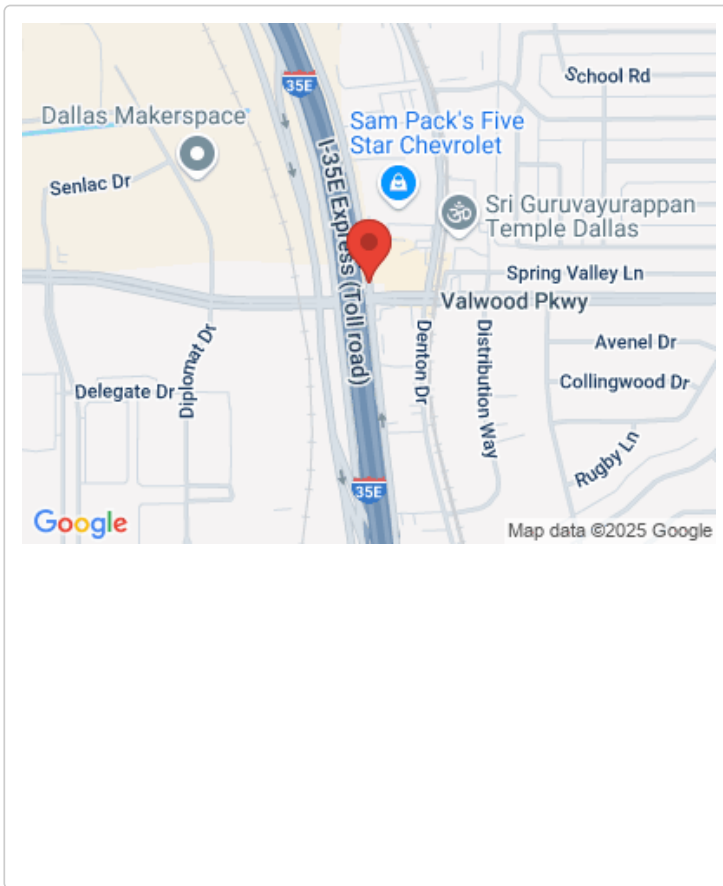 35E
School Rd
Dallas Makerspace
Sam Pack's Five
Star Chevrolet
Senlac Dr
I-35E Express (Toll road)
Sri Guruvayurappan
Temple Dallas
Spring Valley Ln
Valwood Pkwy
Diplomat Dr
Denton Dr
Distribution Way
Avenel Dr
Delegate Dr
Collingwood Dr
Rugby Ln
35E
Google
Map data ©2025 Google